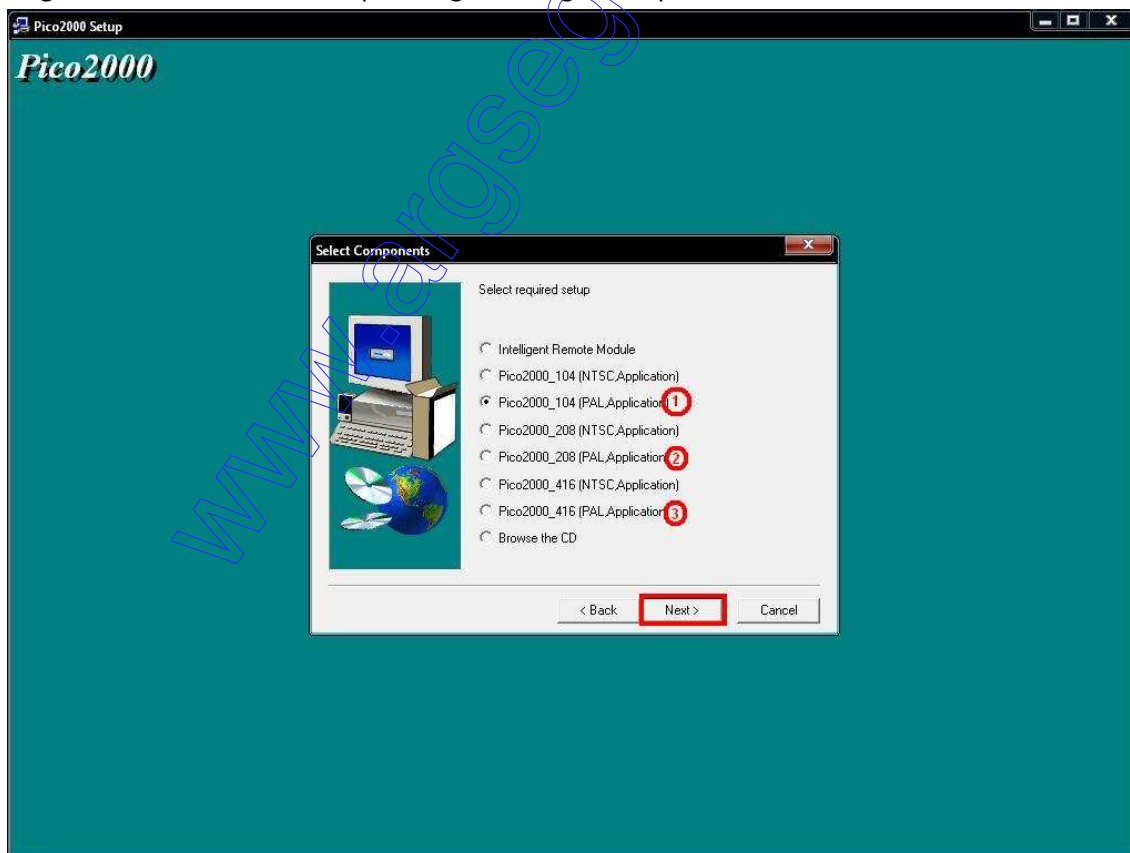 Pico2000 Setup
Pico2000
Select Components
Select required setup
Intelligent Remote Module
Pico2000_104 (NTSC,Application)
Pico2000_104 (PAL,Application) 1
Pico2000_208 (NTSC,Application)
Pico2000_208 (PAL,Application 2
Pico2000_416 (NTSC,Application)
Pico2000_416 (PAL,Application 3
Browse the CD
< Back Next > Cancel
www.argseg